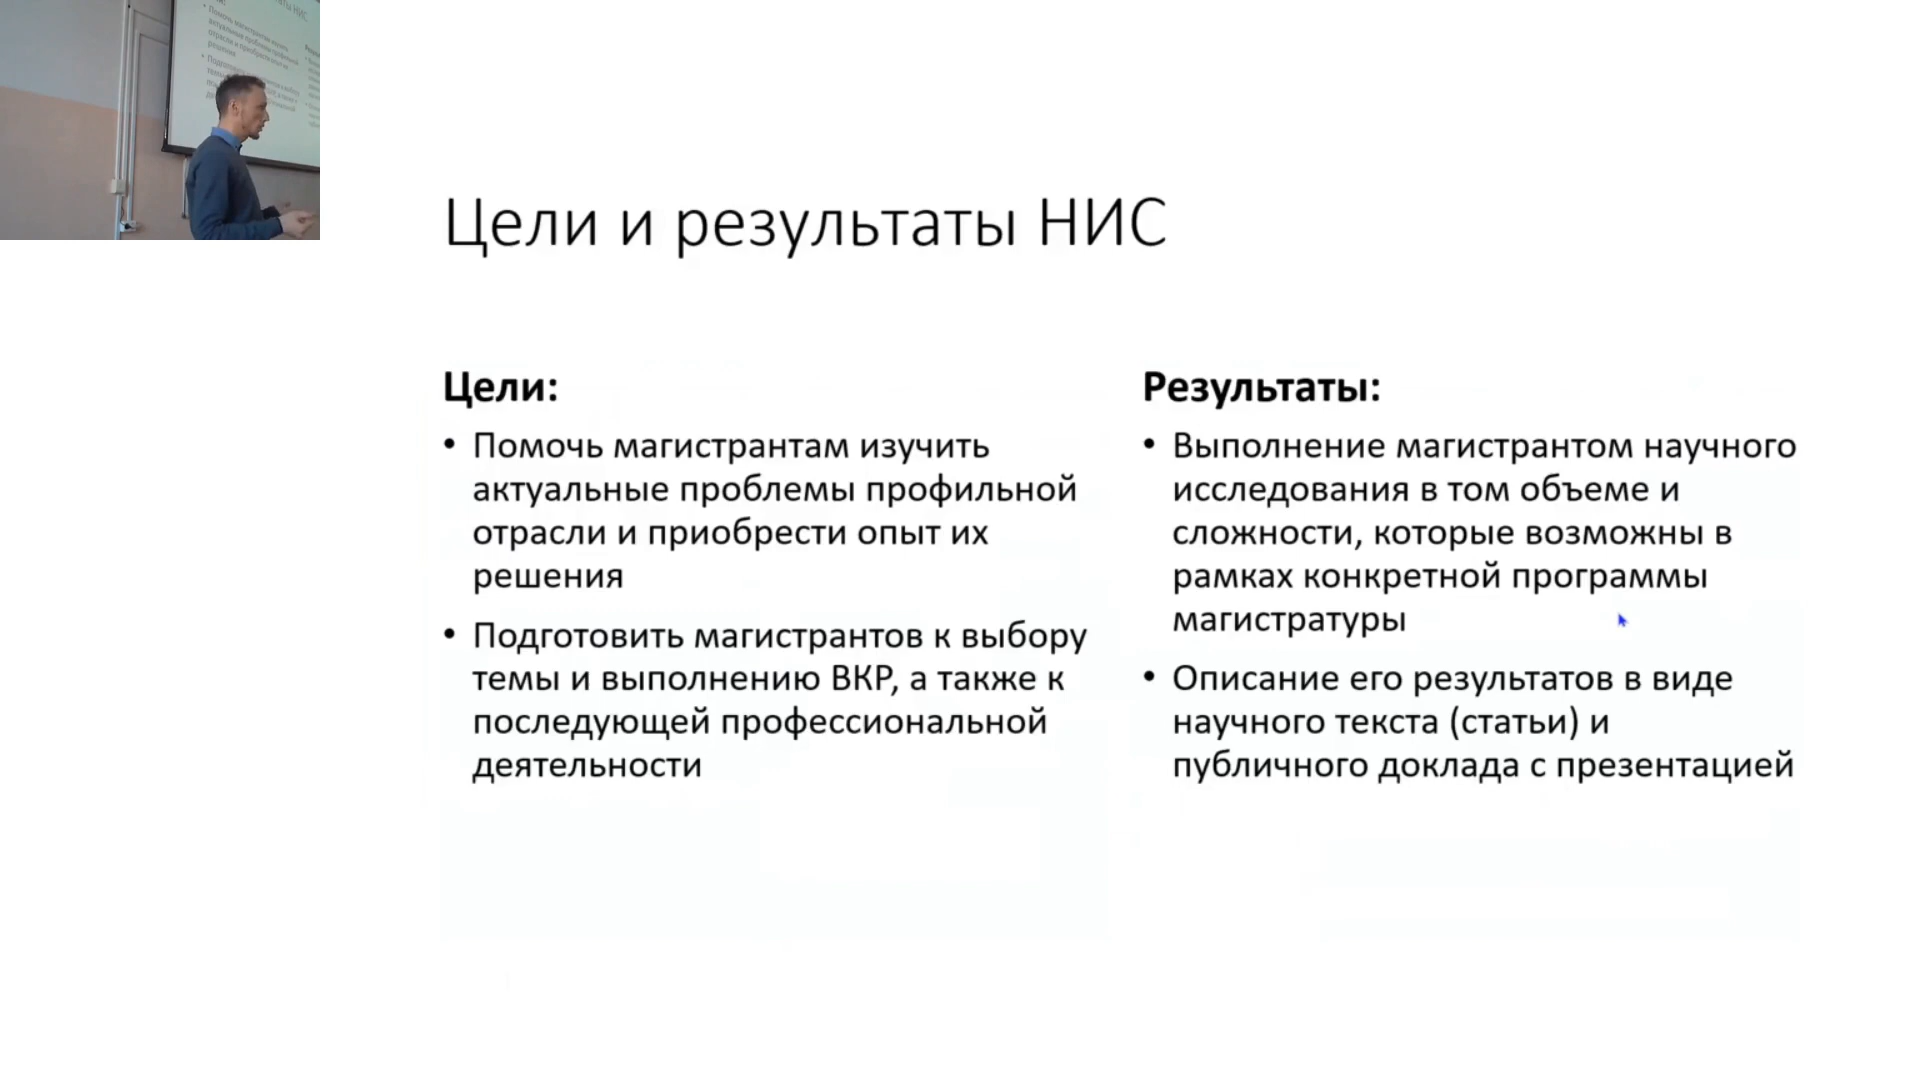 Цели и результаты НИС
Цели:
• Помочь магистрантам изучить
актуальные проблемы профильной
отрасли и приобрести опыт их
решения
• Подготовить магистрантов к выбору
темы и выполнению ВКР, а также к
последующей профессиональной
деятельности
Результаты:
• Выполнение магистрантом научного
исследования в том объеме и
сложности, которые возможны в
рамках конкретной программы
магистратуры
• Описание его результатов в виде
научного текста (статьи) и
публичного доклада с презентацией